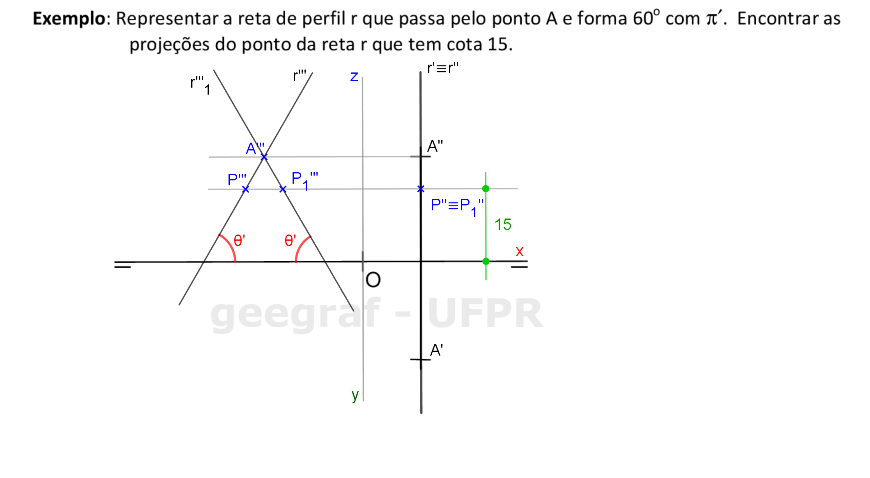 Exemplo: Representar a reta de perfil r que passa pelo ponto A e forma 60º com π′. Encontrar as
projeções do ponto da reta r que tem cota 15.
r'''₁
r'''
z
r'≡r''
A'''
A''
P'''
P₁'''
P''≡P₁''
15
θ'
θ'
x
O
geegraf - UFPR
A'
y